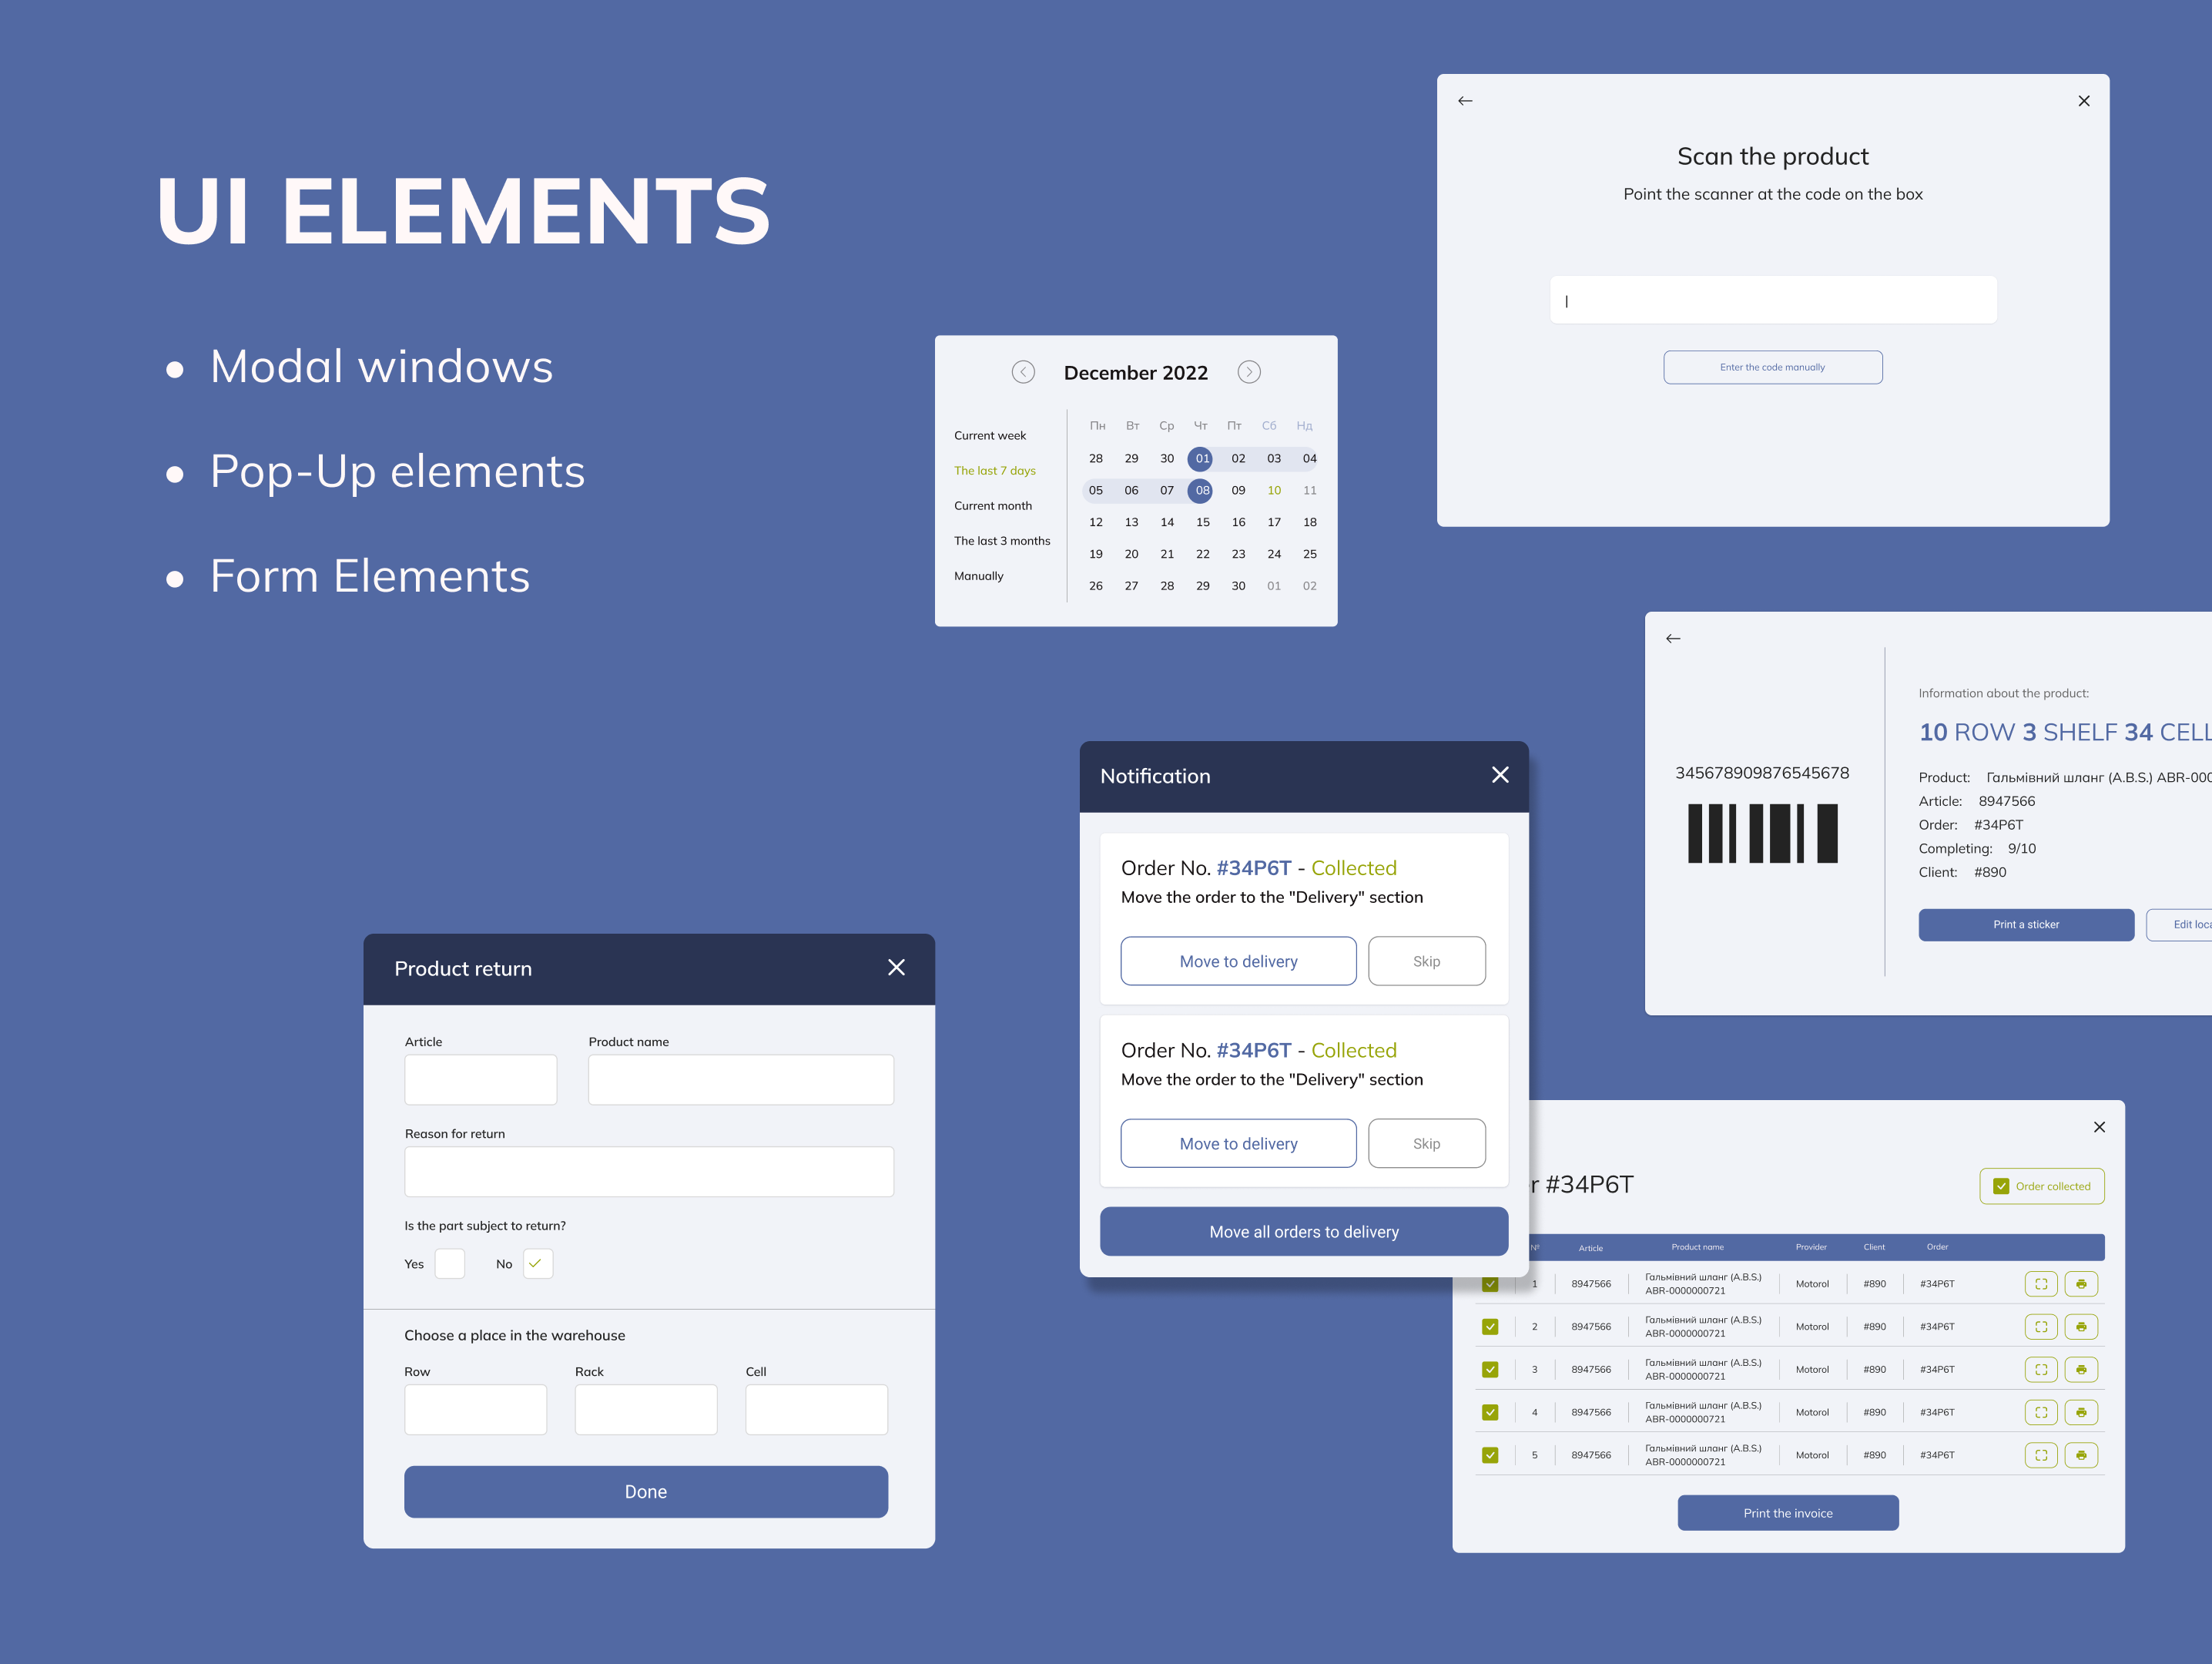 UI ELEMENTS
• Modal windows
• Pop-Up elements
• Form Elements
Scan the product
Point the scanner at the code on the box
Enter the code manually
December 2022
Current week
The last 7 days
Current month
The last 3 months
Manually
Пн Вт Ср Чт Пт Сб Нд
28 29 30 01 02 03 04
05 06 07 08 09 10 11
12 13 14 15 16 17 18
19 20 21 22 23 24 25
26 27 28 29 30 01 02
345678909876545678
Information about the product:
10 ROW 3 SHELF 34 CELL
Product: Гальмівний шланг (A.B.S.) ABR-000
Article: 8947566
Order: #34P6T
Completing: 9/10
Client: #890
Print a sticker
Edit loca
Notification
Order No. #34P6T - Collected
Move the order to the "Delivery" section
Move to delivery
Skip
Order No. #34P6T - Collected
Move the order to the "Delivery" section
Move to delivery
Skip
Move all orders to delivery
Product return
Article
Product name
Reason for return
Is the part subject to return?
Yes
No
Choose a place in the warehouse
Row
Rack
Cell
Done
r #34P6T
Order collected
Nº Article Product name Provider Client Order
1 8947566 Гальмівний шланг (A.B.S.) ABR-0000000721 Motorol #890 #34P6T
2 8947566 Гальмівний шланг (A.B.S.) ABR-0000000721 Motorol #890 #34P6T
3 8947566 Гальмівний шланг (A.B.S.) ABR-0000000721 Motorol #890 #34P6T
4 8947566 Гальмівний шланг (A.B.S.) ABR-0000000721 Motorol #890 #34P6T
5 8947566 Гальмівний шланг (A.B.S.) ABR-0000000721 Motorol #890 #34P6T
Print the invoice